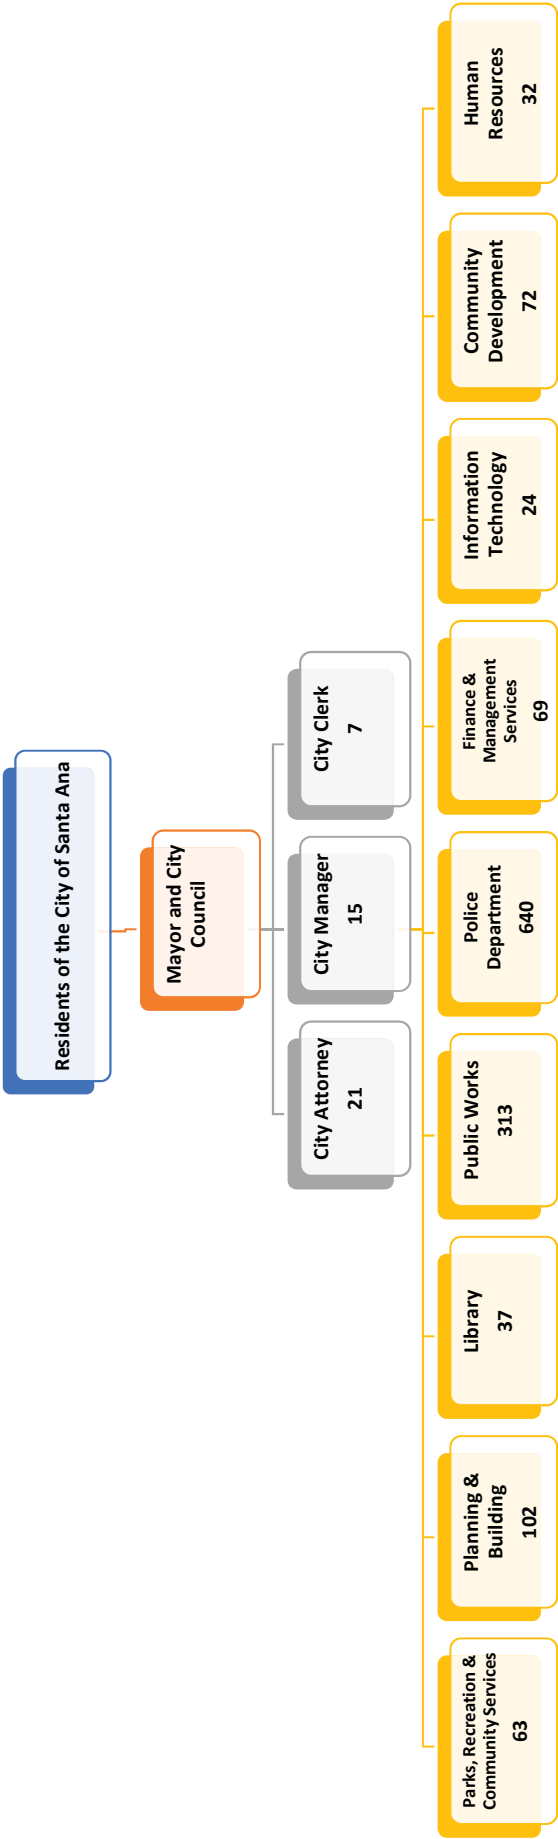 Residents of the City of Santa Ana
Mayor and City
Council
City Attorney
21
City Manager
15
City Clerk
7
Parks, Recreation &
Community Services
63
Planning &
Building
102
Library
37
Public Works
313
Police
Department
640
Finance &
Management
Services
69
Information
Technology
24
Community
Development
72
Human
Resources
32